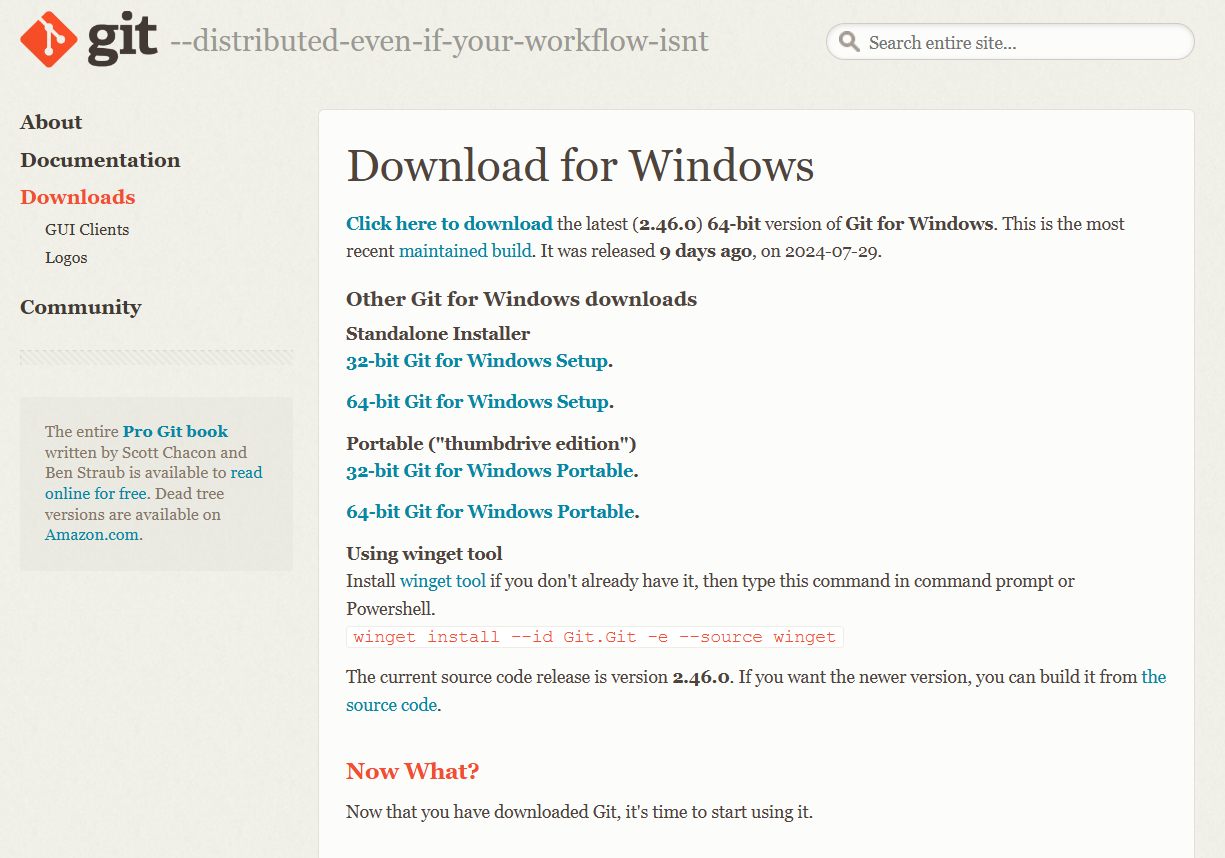 git --distributed-even-if-your-workflow-isnt
Search entire site...
About
Documentation
Downloads
GUI Clients
Logos
Community
The entire Pro Git book
written by Scott Chacon and
Ben Straub is available to read
online for free. Dead tree
versions are available on
Amazon.com.
Download for Windows
Click here to download the latest (2.46.0) 64-bit version of Git for Windows. This is the most
recent maintained build. It was released 9 days ago, on 2024-07-29.
Other Git for Windows downloads
Standalone Installer
32-bit Git for Windows Setup.
64-bit Git for Windows Setup.
Portable ("thumbdrive edition")
32-bit Git for Windows Portable.
64-bit Git for Windows Portable.
Using winget tool
Install winget tool if you don't already have it, then type this command in command prompt or
Powershell.
winget install --id Git.Git -e --source winget
The current source code release is version 2.46.0. If you want the newer version, you can build it from the
source code.
Now What?
Now that you have downloaded Git, it's time to start using it.